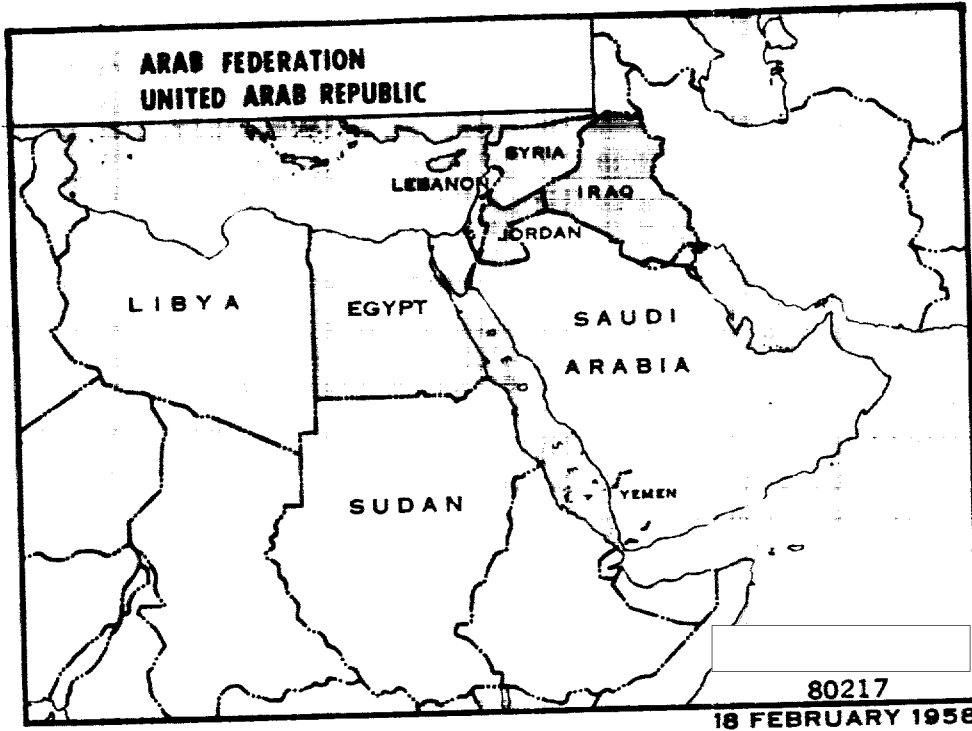 ARAB FEDERATION
UNITED ARAB REPUBLIC
SYRIA
LEBANON
IRAQ
JORDAN
LIBYA
EGYPT
SAUDI
ARABIA
SUDAN
YEMEN
80217
18 FEBRUARY 1958